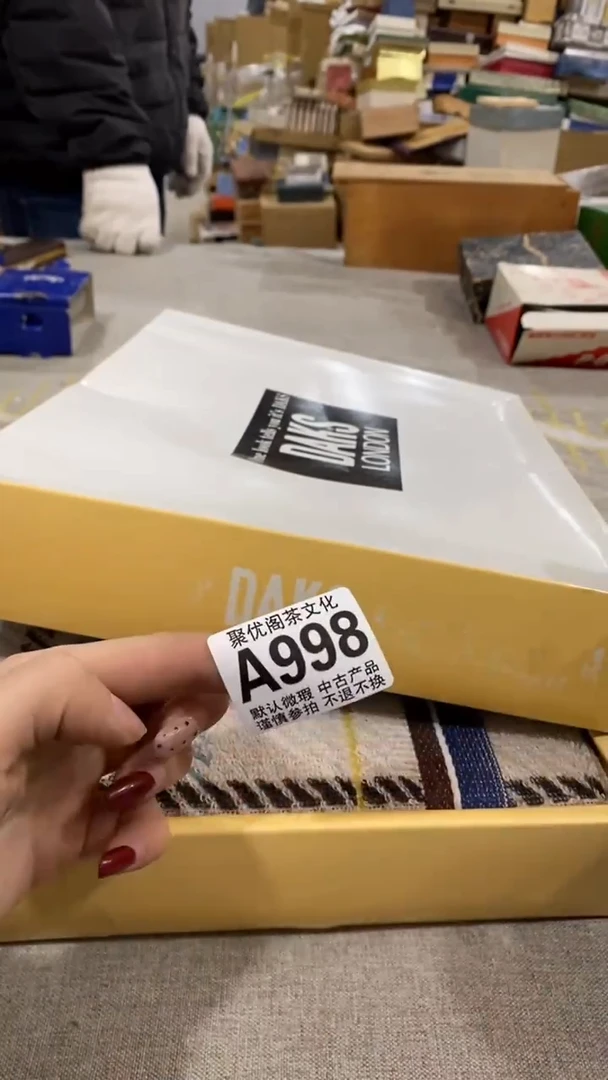 DAKS
LONDON
DAKS
聚优阁茶文化
A998
默认微瑕 中古产品
谨慎参拍 不退不换